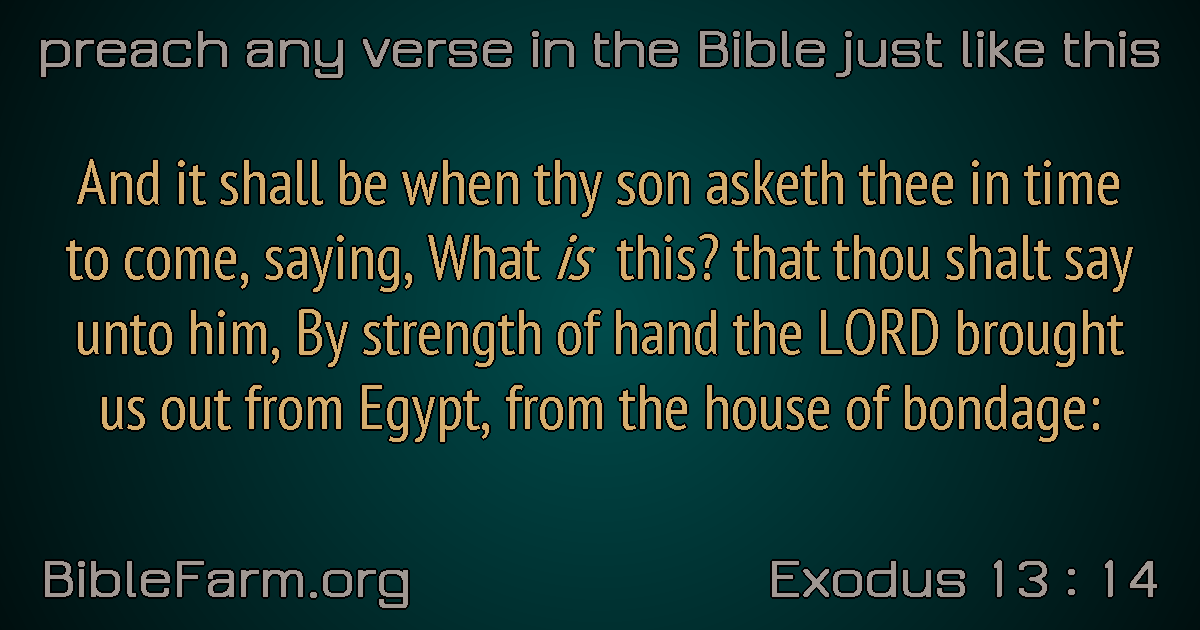 preach any verse in the Bible just like this
And it shall be when thy son asketh thee in time
to come, saying, What is this? that thou shalt say
unto him, By strength of hand the LORD brought
us out from Egypt, from the house of bondage:
BibleFarm.org
Exodus 13 : 14